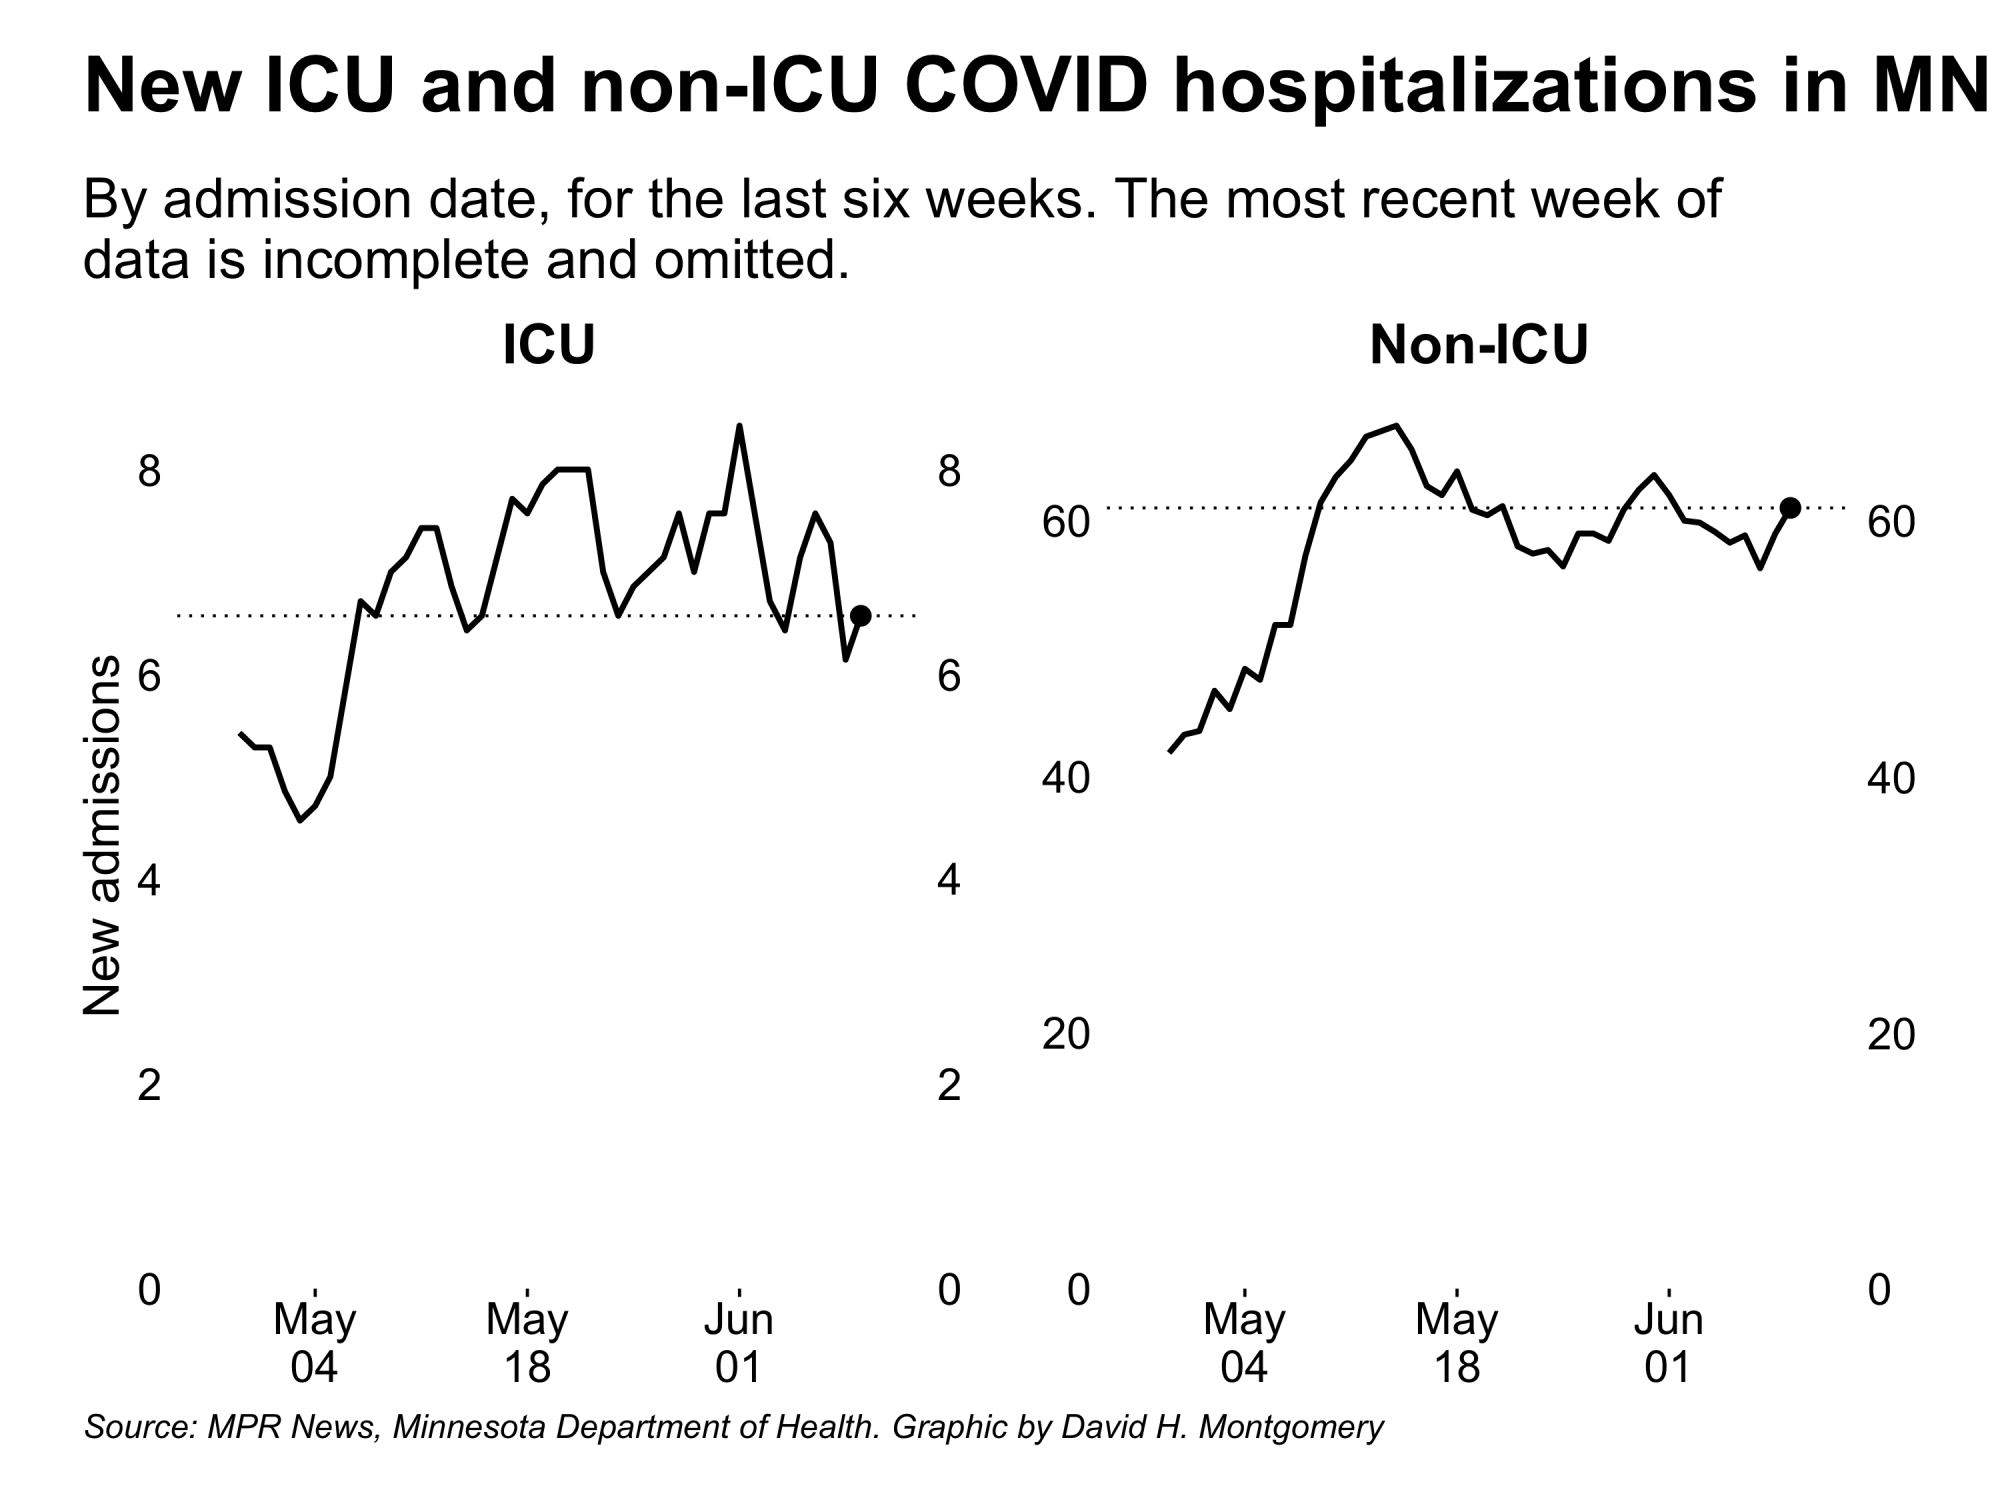 New ICU and non-ICU COVID hospitalizations in MN
By admission date, for the last six weeks. The most recent week of
data is incomplete and omitted.
ICU
New admissions
8
6
4
2
0
8
6
4
2
0
May
04
May
18
Jun
01
Non-ICU
60
40
20
0
60
40
20
0
May
04
May
18
Jun
01
Source: MPR News, Minnesota Department of Health. Graphic by David H. Montgomery